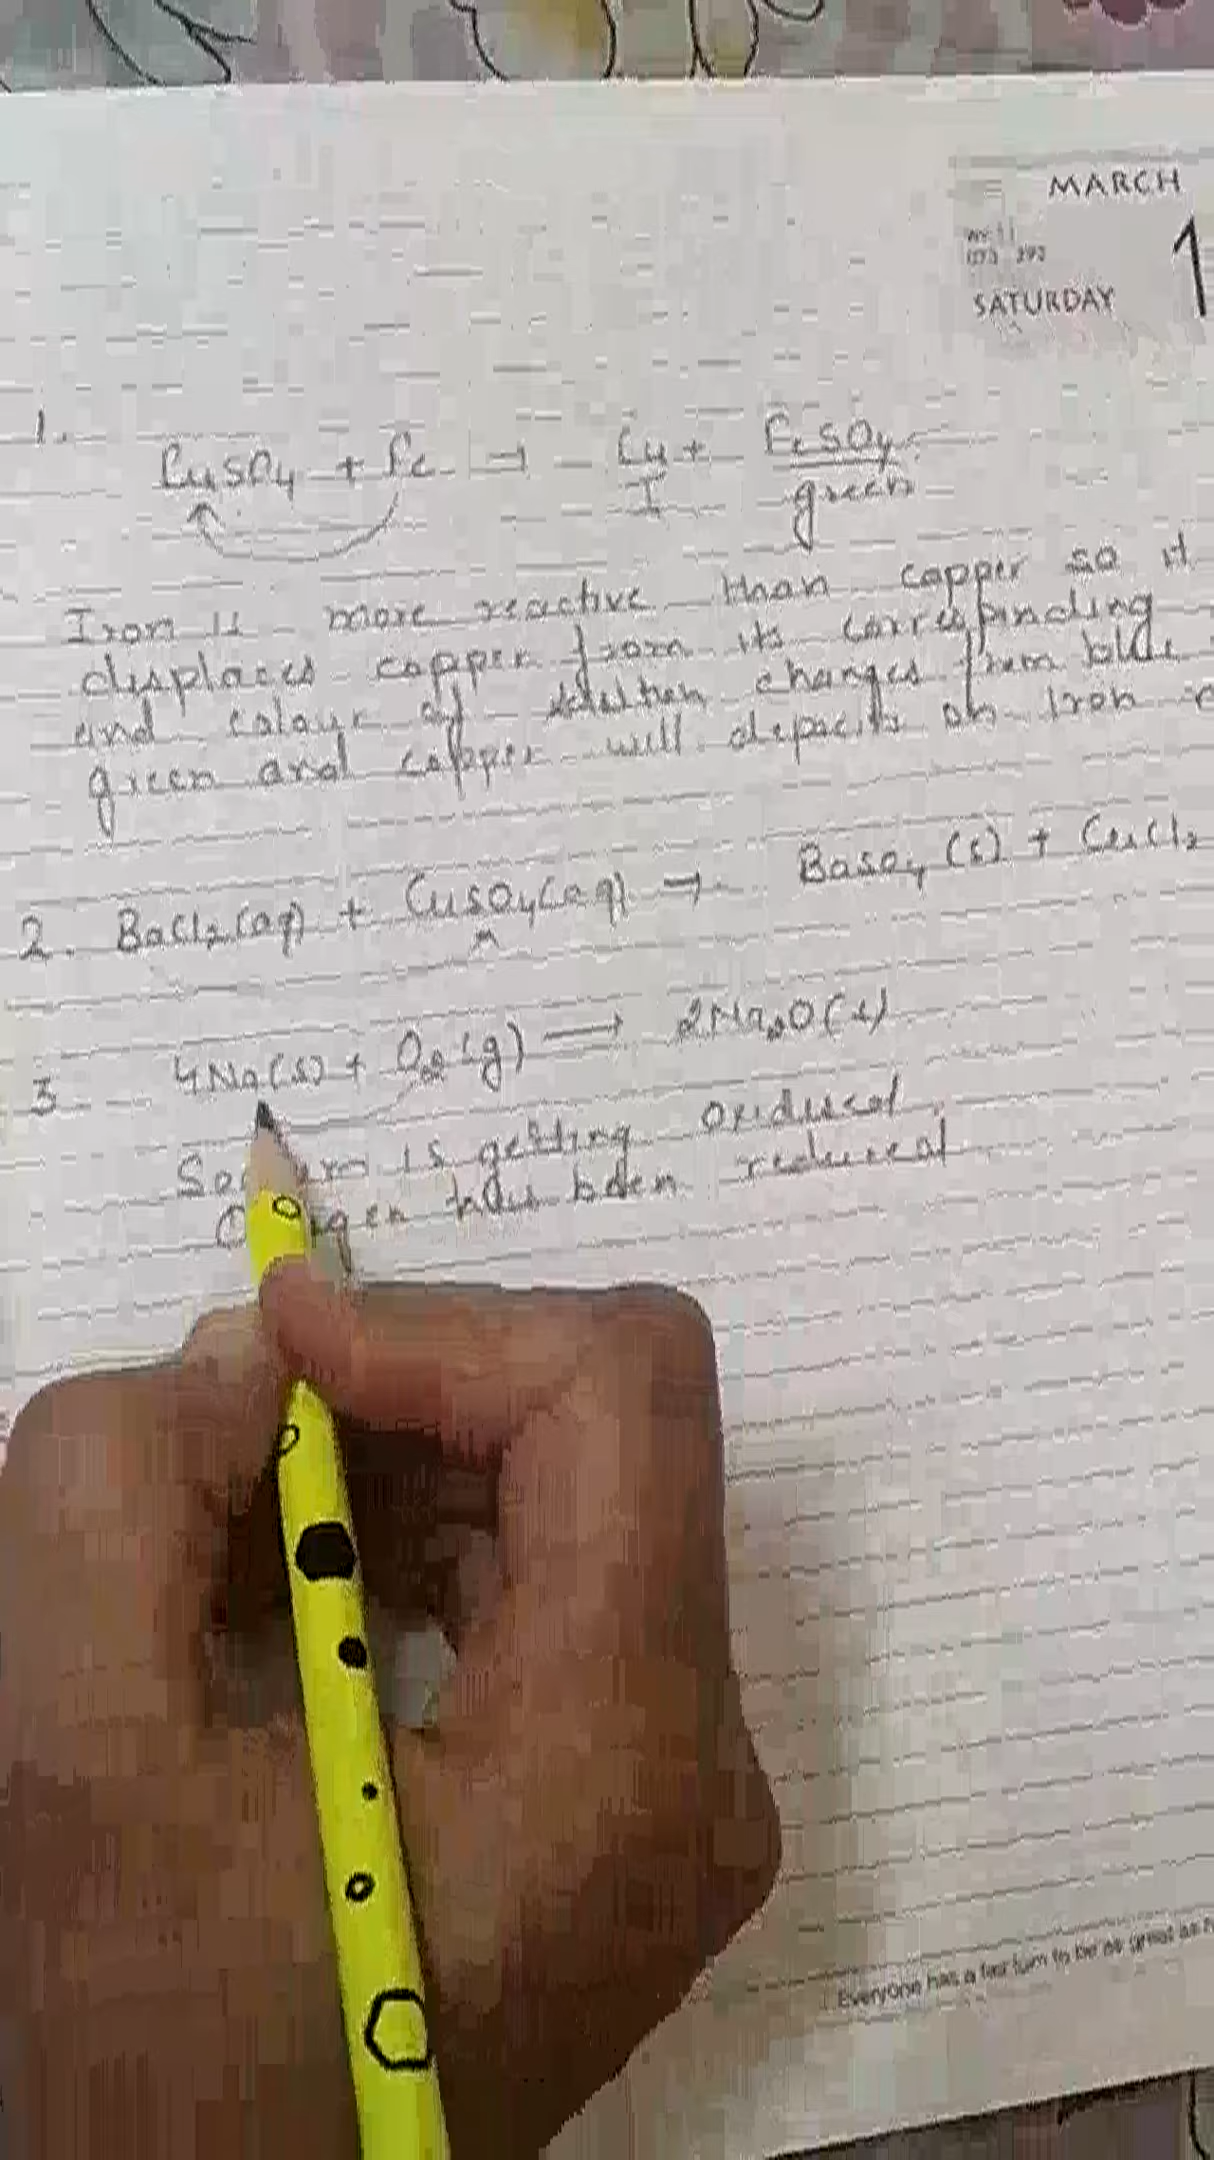 MARCH
1
SATURDAY
1.
CuSO4 + Fe → Cu + FeSO4
green
Iron is more reactive than copper so it
displaces copper from its correspinding
and colour of solution changes from blue
green and copper will deposits on Iron
2. BaCl2(aq) + CuSO4(aq) → BaSO4(s) + CuCl2
3 4Na(s) + O2(g) → 2Na2O(s)
is getting oxidised
has been reduced
Everyone has a fair turn to be as great as